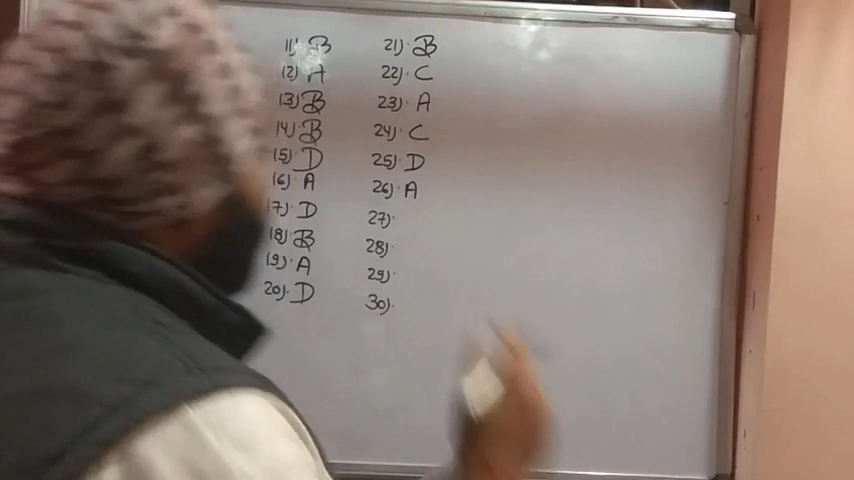 11) B
12) A
13) B
14) B
15) D
16) A
17) D
18) B
19) A
20) D
21) B
22) C
23) A
24) C
25) D
26) A
27)
28)
29)
30)